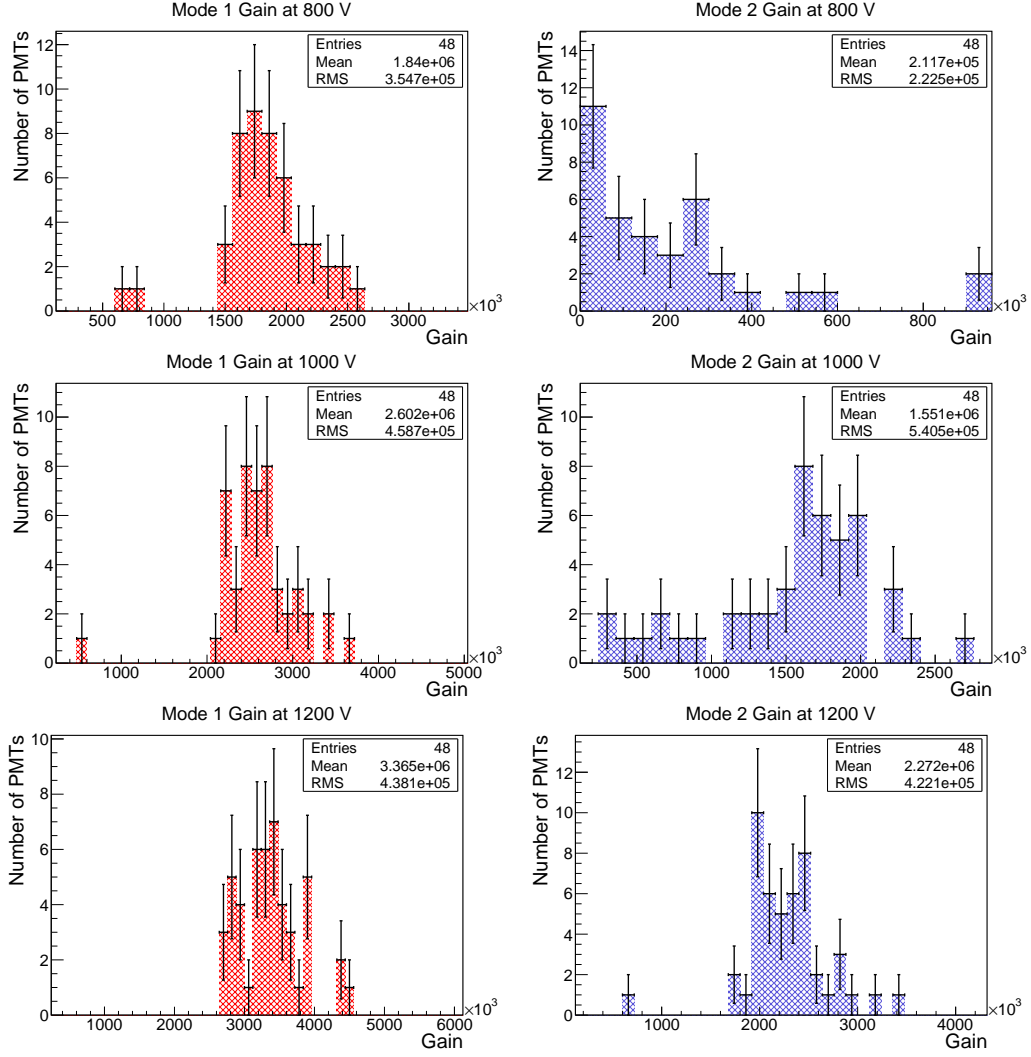 Mode 1 Gain at 800 V
Number of PMTs
12
10
8
6
4
2
0
Entries 48
Mean 1.84e+06
RMS 3.547e+05
500 1000 1500 2000 2500 3000
×10³
Gain
Mode 2 Gain at 800 V
Number of PMTs
14
12
10
8
6
4
2
0
Entries 48
Mean 2.117e+05
RMS 2.225e+05
0 200 400 600 800
×10³
Gain
Mode 1 Gain at 1000 V
Number of PMTs
10
8
6
4
2
0
Entries 48
Mean 2.602e+06
RMS 4.587e+05
1000 2000 3000 4000 5000
×10³
Gain
Mode 2 Gain at 1000 V
Number of PMTs
10
8
6
4
2
0
Entries 48
Mean 1.551e+06
RMS 5.405e+05
500 1000 1500 2000 2500
×10³
Gain
Mode 1 Gain at 1200 V
Number of PMTs
10
8
6
4
2
0
Entries 48
Mean 3.365e+06
RMS 4.381e+05
1000 2000 3000 4000 5000 6000
×10³
Gain
Mode 2 Gain at 1200 V
Number of PMTs
12
10
8
6
4
2
0
Entries 48
Mean 2.272e+06
RMS 4.221e+05
1000 2000 3000 4000
×10³
Gain